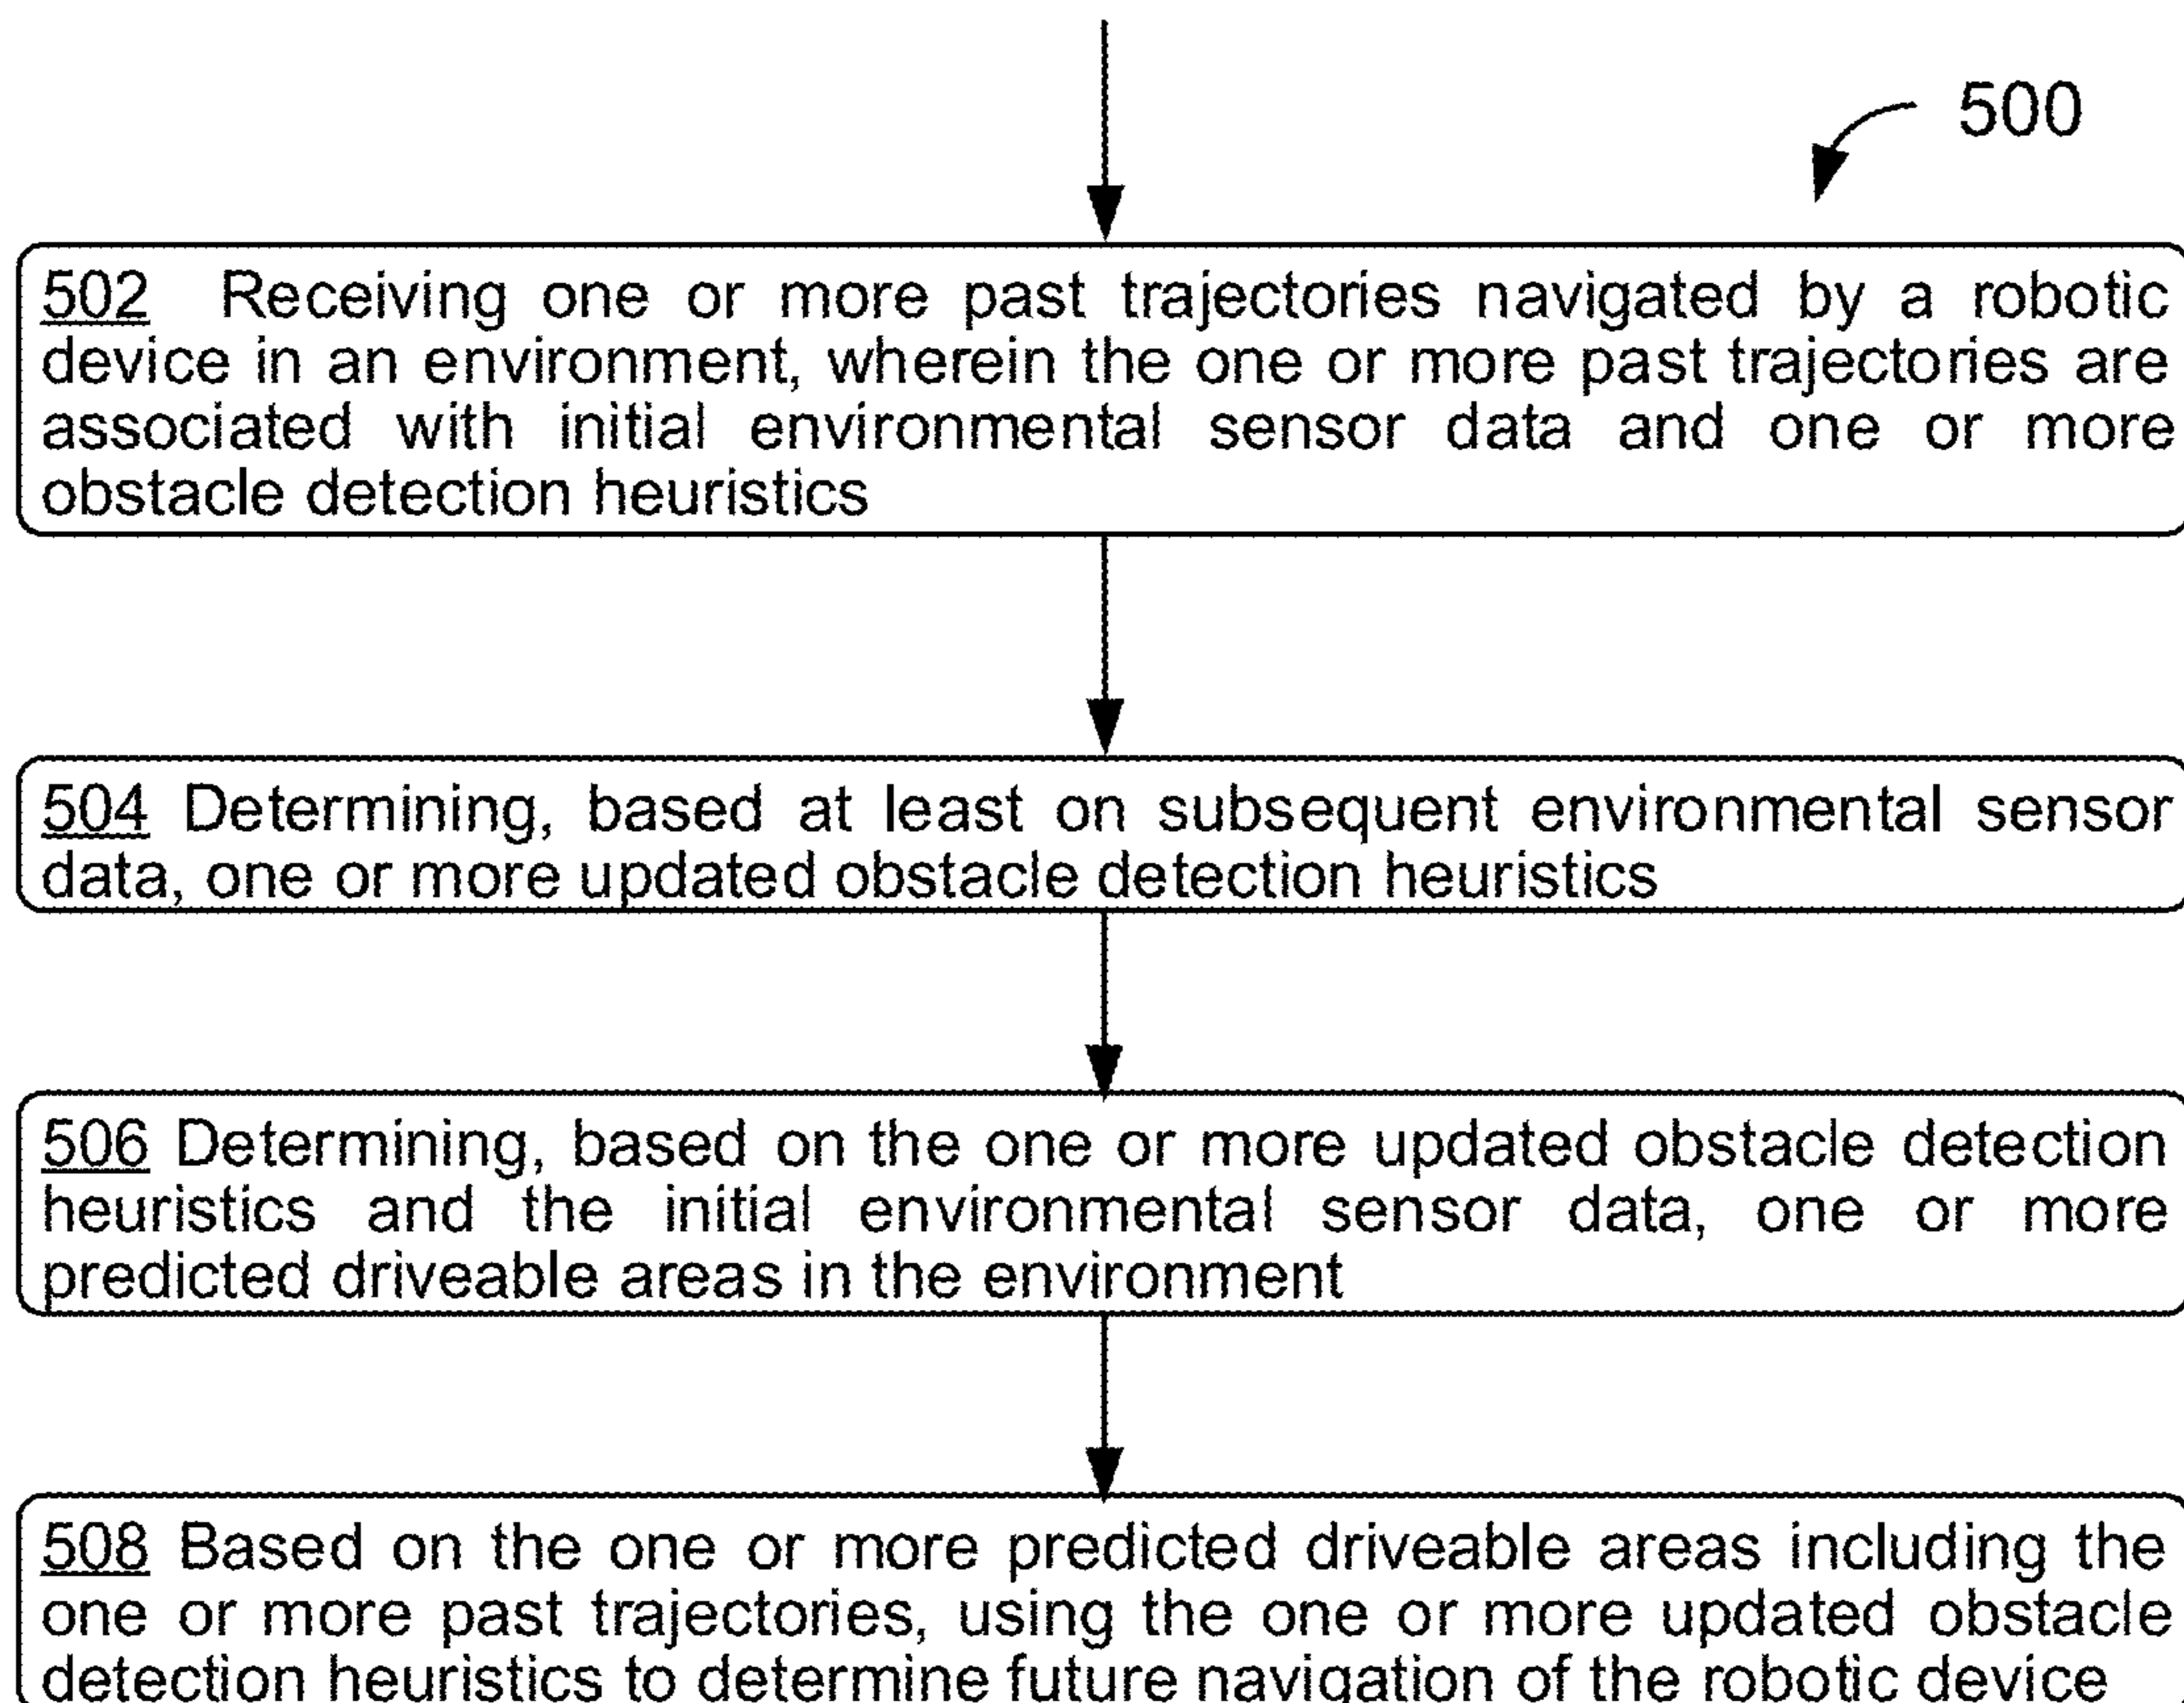 500
502 Receiving one or more past trajectories navigated by a robotic
device in an environment, wherein the one or more past trajectories are
associated with initial environmental sensor data and one or more
obstacle detection heuristics
504 Determining, based at least on subsequent environmental sensor
data, one or more updated obstacle detection heuristics
506 Determining, based on the one or more updated obstacle detection
heuristics and the initial environmental sensor data, one or more
predicted driveable areas in the environment
508 Based on the one or more predicted driveable areas including the
one or more past trajectories, using the one or more updated obstacle
detection heuristics to determine future navigation of the robotic device